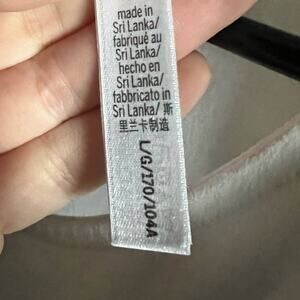 made in
Sri Lanka/
fabriqué au
Sri Lanka/
hecho en
Sri Lanka/
fabbricato in
Sri Lanka/ 斯
里兰卡制造
L/G/170/104A